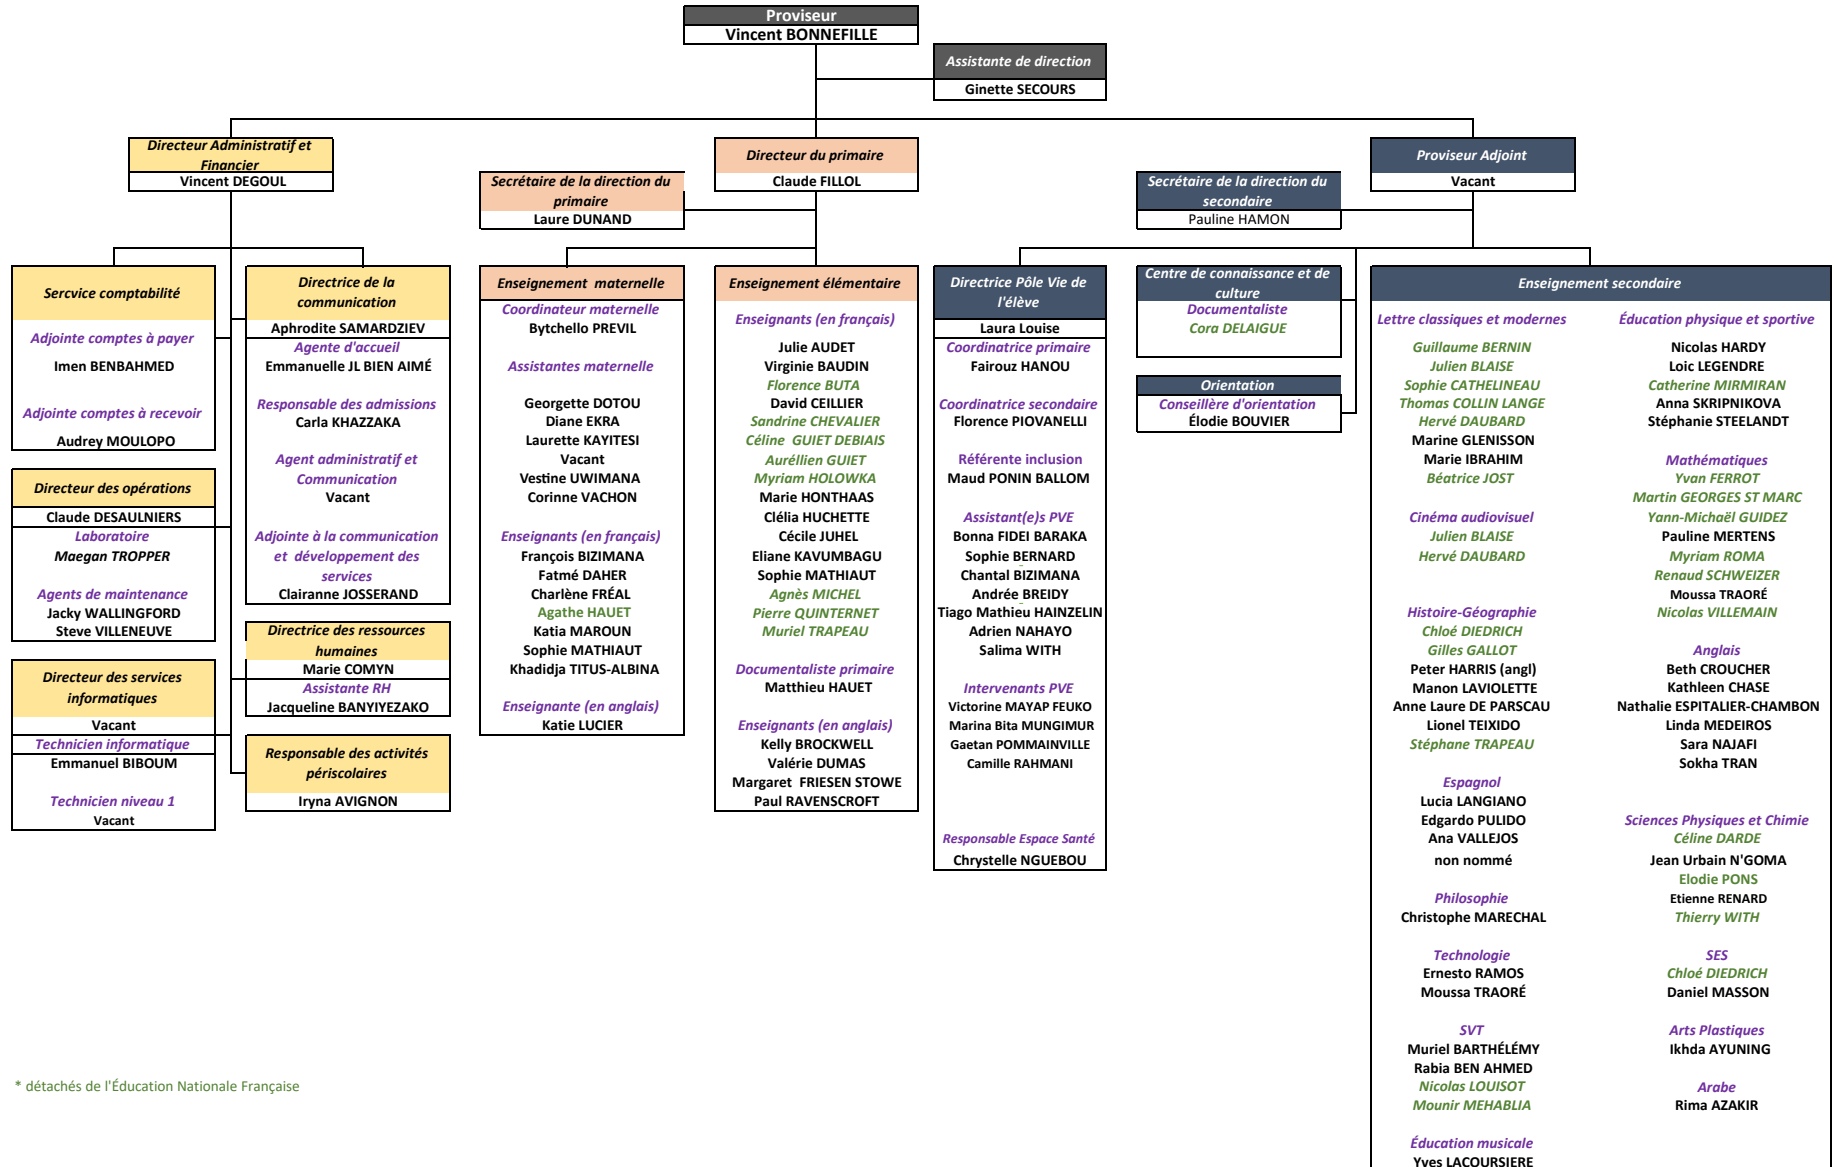 Proviseur
Vincent BONNEFILLE
Assistante de direction
Ginette SECOURS
Directeur Administratif et
Financier
Vincent DEGOUL
Directeur du primaire
Claude FILLOL
Proviseur Adjoint
Vacant
Secrétaire de la direction du
primaire
Laure DUNAND
Secrétaire de la direction du
secondaire
Pauline HAMON
Sercvice comptabilité
Adjointe comptes à payer
Imen BENBAHMED
Adjointe comptes à recevoir
Audrey MOULOPO
Directeur des opérations
Claude DESAULNIERS
Laboratoire
Maegan TROPPER
Agents de maintenance
Jacky WALLINGFORD
Steve VILLENEUVE
Directeur des services
informatiques
Vacant
Technicien informatique
Emmanuel BIBOUM
Technicien niveau 1
Vacant
Directrice de la
communication
Aphrodite SAMARDZIEV
Agente d'accueil
Emmanuelle JL BIEN AIMÉ
Responsable des admissions
Carla KHAZZAKA
Agent administratif et
Communication
Vacant
Adjointe à la communication
et développement des
services
Clairanne JOSSERAND
Directrice des ressources
humaines
Marie COMYN
Assistante RH
Jacqueline BANYIYEZAKO
Responsable des activités
périscolaires
Iryna AVIGNON
Enseignement maternelle
Coordinateur maternelle
Bytchello PREVIL
Assistantes maternelle
Georgette DOTOU
Diane EKRA
Laurette KAYITESI
Vacant
Vestine UWIMANA
Corinne VACHON
Enseignants (en français)
François BIZIMANA
Fatmé DAHER
Charlène FRÉAL
Agathe HAUET
Katia MAROUN
Sophie MATHIAUT
Khadidja TITUS-ALBINA
Enseignante (en anglais)
Katie LUCIER
Enseignement élémentaire
Enseignants (en français)
Julie AUDET
Virginie BAUDIN
Florence BUTA
David CEILLIER
Sandrine CHEVALIER
Céline GUIET DEBIAIS
Auréllien GUIET
Myriam HOLOWKA
Marie HONTHAAS
Clélia HUCHETTE
Cécile JUHEL
Eliane KAVUMBAGU
Sophie MATHIAUT
Agnès MICHEL
Pierre QUINTERNET
Muriel TRAPEAU
Documentaliste primaire
Matthieu HAUET
Enseignants (en anglais)
Kelly BROCKWELL
Valérie DUMAS
Margaret FRIESEN STOWE
Paul RAVENSCROFT
Directrice Pôle Vie de
l'élève
Laura Louise
Coordinatrice primaire
Fairouz HANOU
Coordinatrice secondaire
Florence PIOVANELLI
Référente inclusion
Maud PONIN BALLOM
Assistant(e)s PVE
Bonna FIDEI BARAKA
Sophie BERNARD
Chantal BIZIMANA
Andrée BREIDY
Tiago Mathieu HAINZELIN
Adrien NAHAYO
Salima WITH
Intervenants PVE
Victorine MAYAP FEUKO
Marina Bita MUNGIMUR
Gaetan POMMAINVILLE
Camille RAHMANI
Responsable Espace Santé
Chrystelle NGUEBOU
Centre de connaissance et de
culture
Documentaliste
Cora DELAIGUE
Orientation
Conseillère d'orientation
Élodie BOUVIER
Enseignement secondaire
Lettre classiques et modernes
Guillaume BERNIN
Julien BLAISE
Sophie CATHELINEAU
Thomas COLLIN LANGE
Hervé DAUBARD
Marine GLENISSON
Marie IBRAHIM
Béatrice JOST
Cinéma audiovisuel
Julien BLAISE
Hervé DAUBARD
Histoire-Géographie
Chloé DIEDRICH
Gilles GALLOT
Peter HARRIS (angl)
Manon LAVIOLETTE
Anne Laure DE PARSCAU
Lionel TEIXIDO
Stéphane TRAPEAU
Espagnol
Lucia LANGIANO
Edgardo PULIDO
Ana VALLEJOS
non nommé
Philosophie
Christophe MARECHAL
Technologie
Ernesto RAMOS
Moussa TRAORÉ
SVT
Muriel BARTHÉLÉMY
Rabia BEN AHMED
Nicolas LOUISOT
Mounir MEHABLIA
Éducation musicale
Yves LACOURSIERE
Éducation physique et sportive
Nicolas HARDY
Loic LEGENDRE
Catherine MIRMIRAN
Anna SKRIPNIKOVA
Stéphanie STEELANDT
Mathématiques
Yvan FERROT
Martin GEORGES ST MARC
Yann-Michaël GUIDEZ
Pauline MERTENS
Myriam ROMA
Renaud SCHWEIZER
Moussa TRAORÉ
Nicolas VILLEMAIN
Anglais
Beth CROUCHER
Kathleen CHASE
Nathalie ESPITALIER-CHAMBON
Linda MEDEIROS
Sara NAJAFI
Sokha TRAN
Sciences Physiques et Chimie
Céline DARDE
Jean Urbain N'GOMA
Elodie PONS
Etienne RENARD
Thierry WITH
SES
Chloé DIEDRICH
Daniel MASSON
Arts Plastiques
Ikhda AYUNING
Arabe
Rima AZAKIR
* détachés de l'Éducation Nationale Française